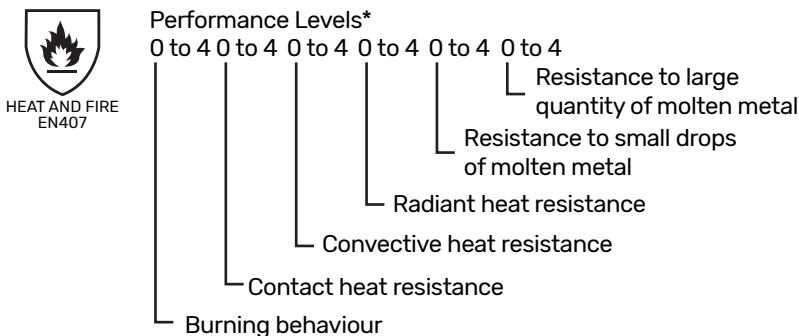 Performance Levels*
0 to 4 0 to 4 0 to 4 0 to 4 0 to 4 0 to 4
HEAT AND FIRE
EN407
Resistance to large
quantity of molten metal
Resistance to small drops
of molten metal
Radiant heat resistance
Convective heat resistance
Contact heat resistance
Burning behaviour